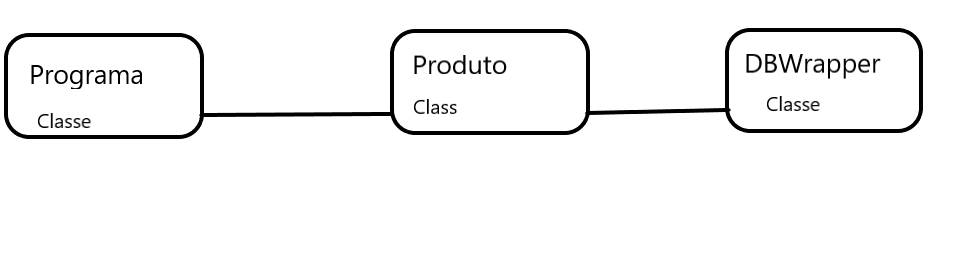 Programa
Classe
Produto
Class
DBWrapper
Classe